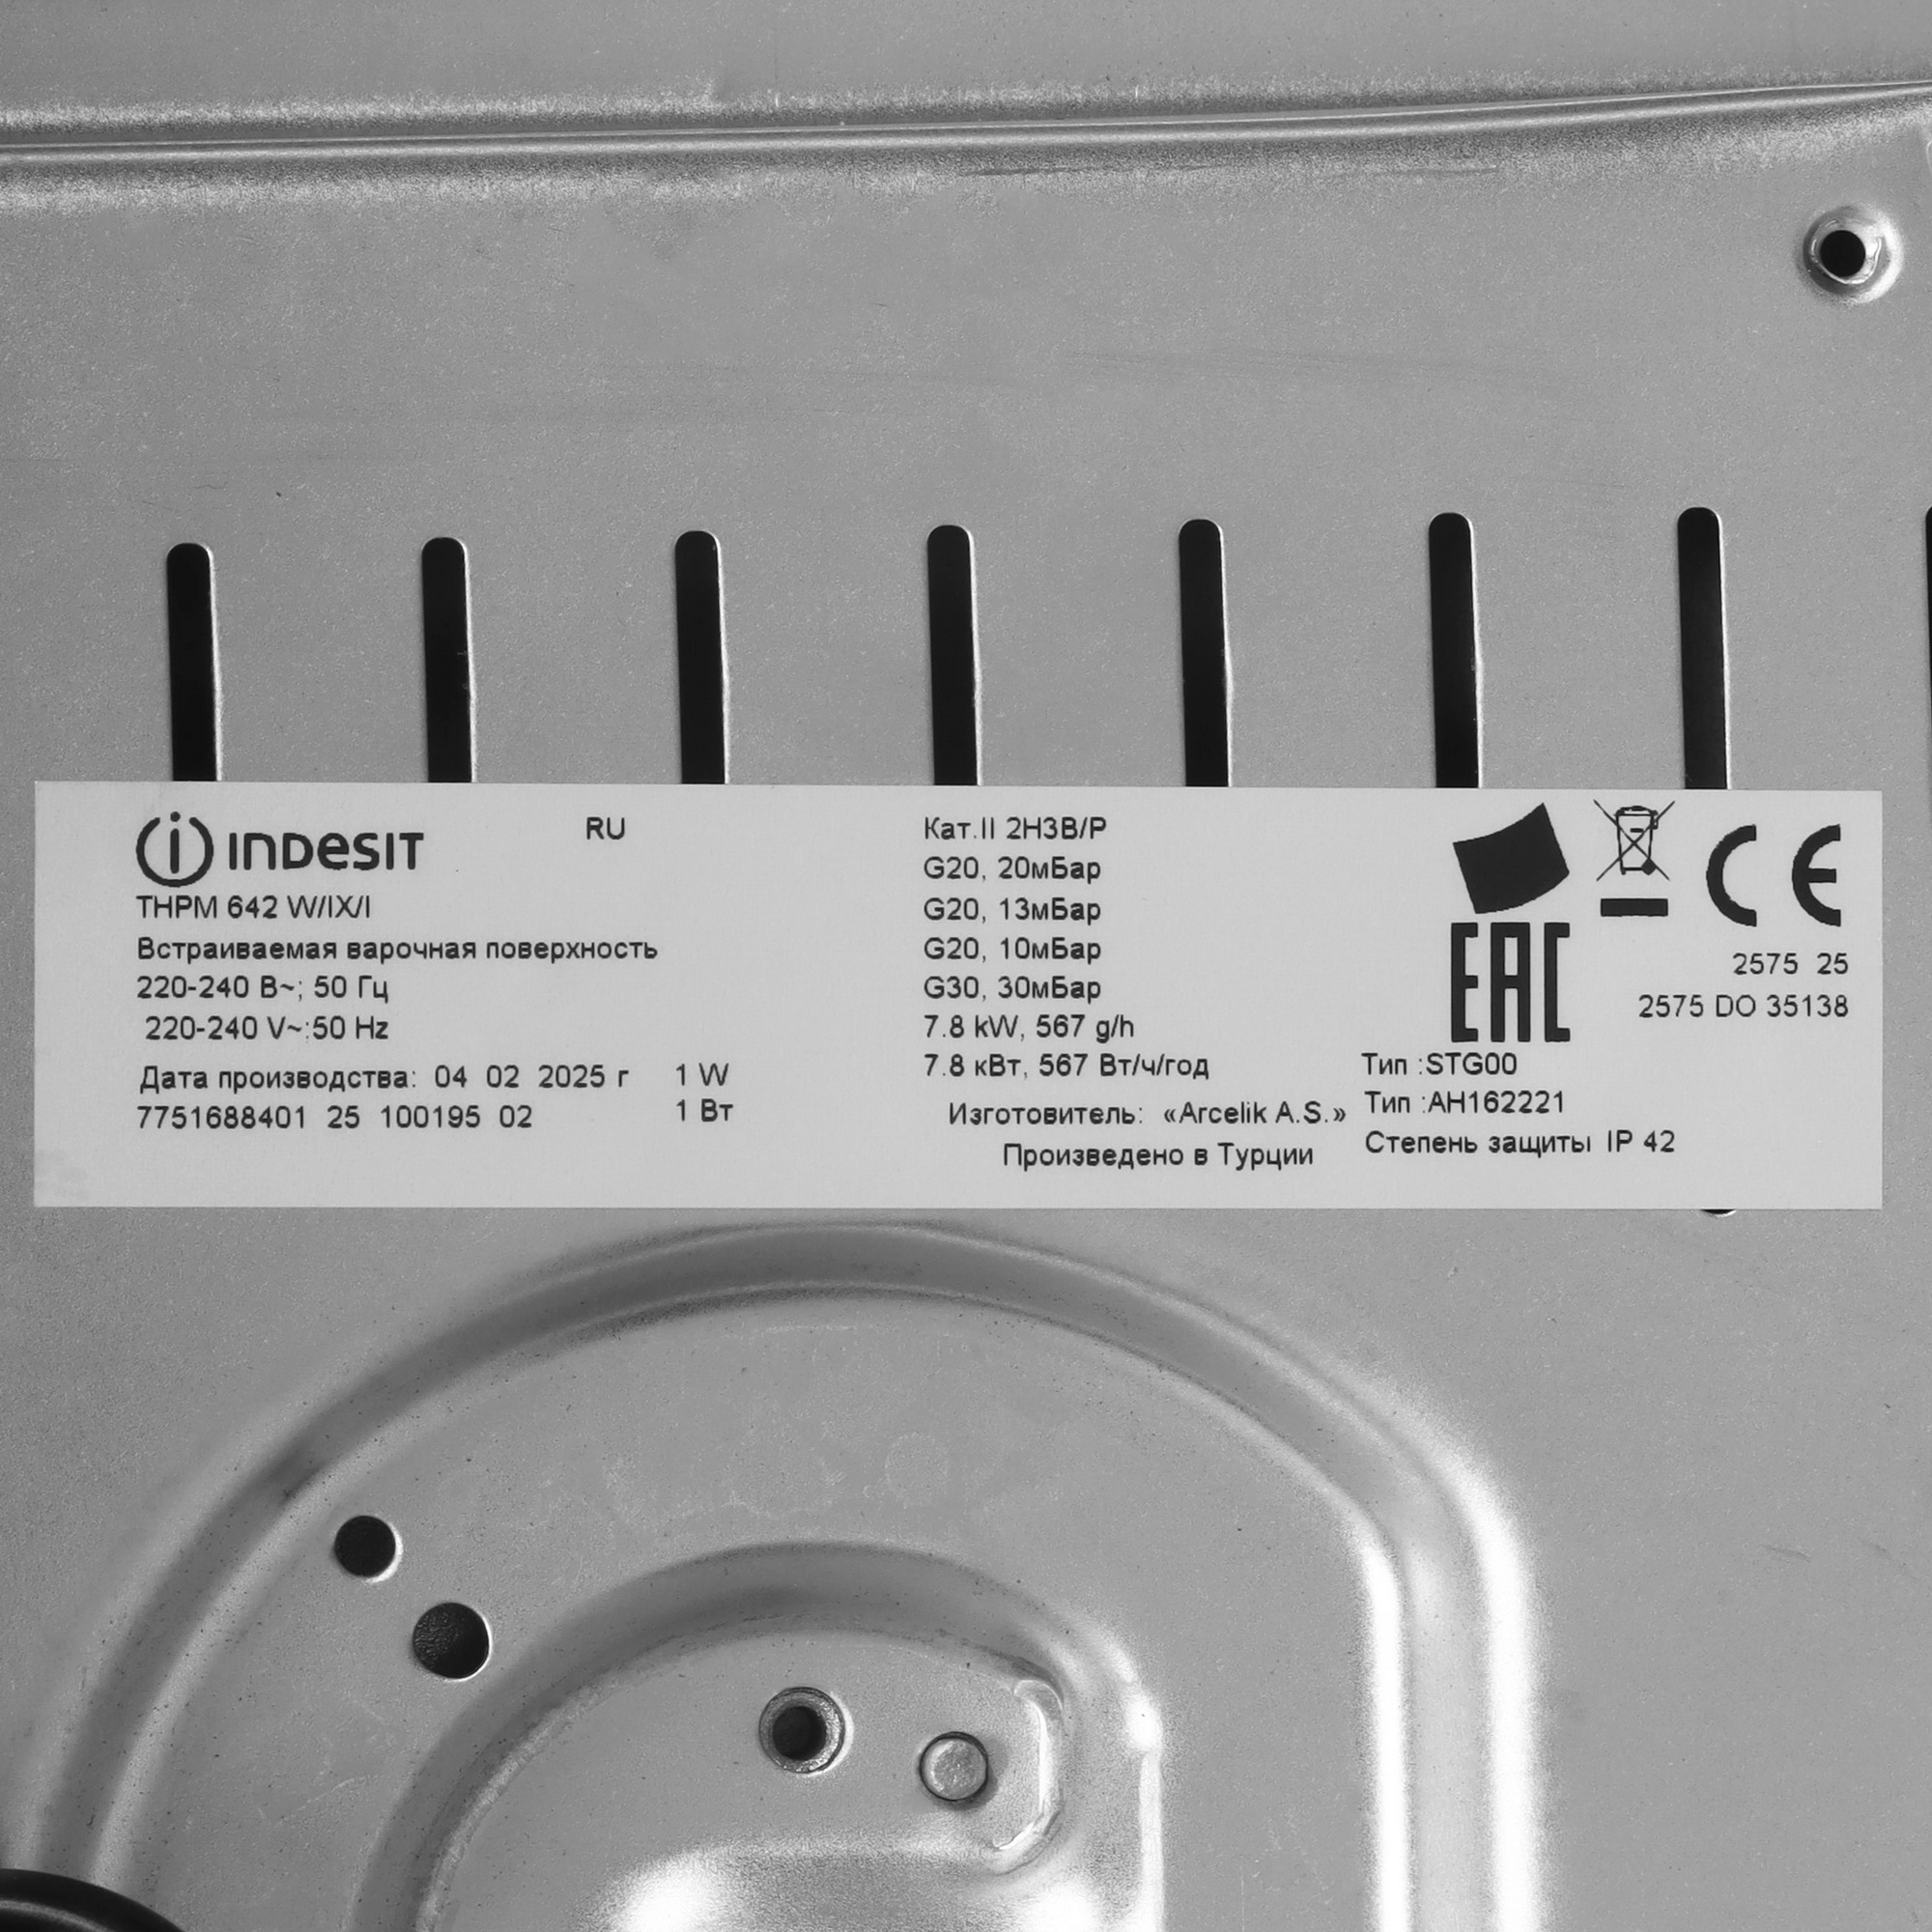 INDESIT
RU
THPM 642 W/IX/I
Встраиваемая варочная поверхность
220-240 В~; 50 Гц
220-240 V~:50 Hz
Дата производства: 04 02 2025 г
1 W
7751688401 25 100195 02
1 Вт
Кат.II 2H3B/P
G20, 20мБар
G20, 13мБар
G20, 10мБар
G30, 30мБар
7.8 kW, 567 g/h
7.8 кВт, 567 Вт/ч/год
Изготовитель: «Arcelik A.S.»
Произведено в Турции
CE
EAC
2575 25
2575 DO 35138
Тип :STG00
Тип :AH162221
Степень защиты IP 42